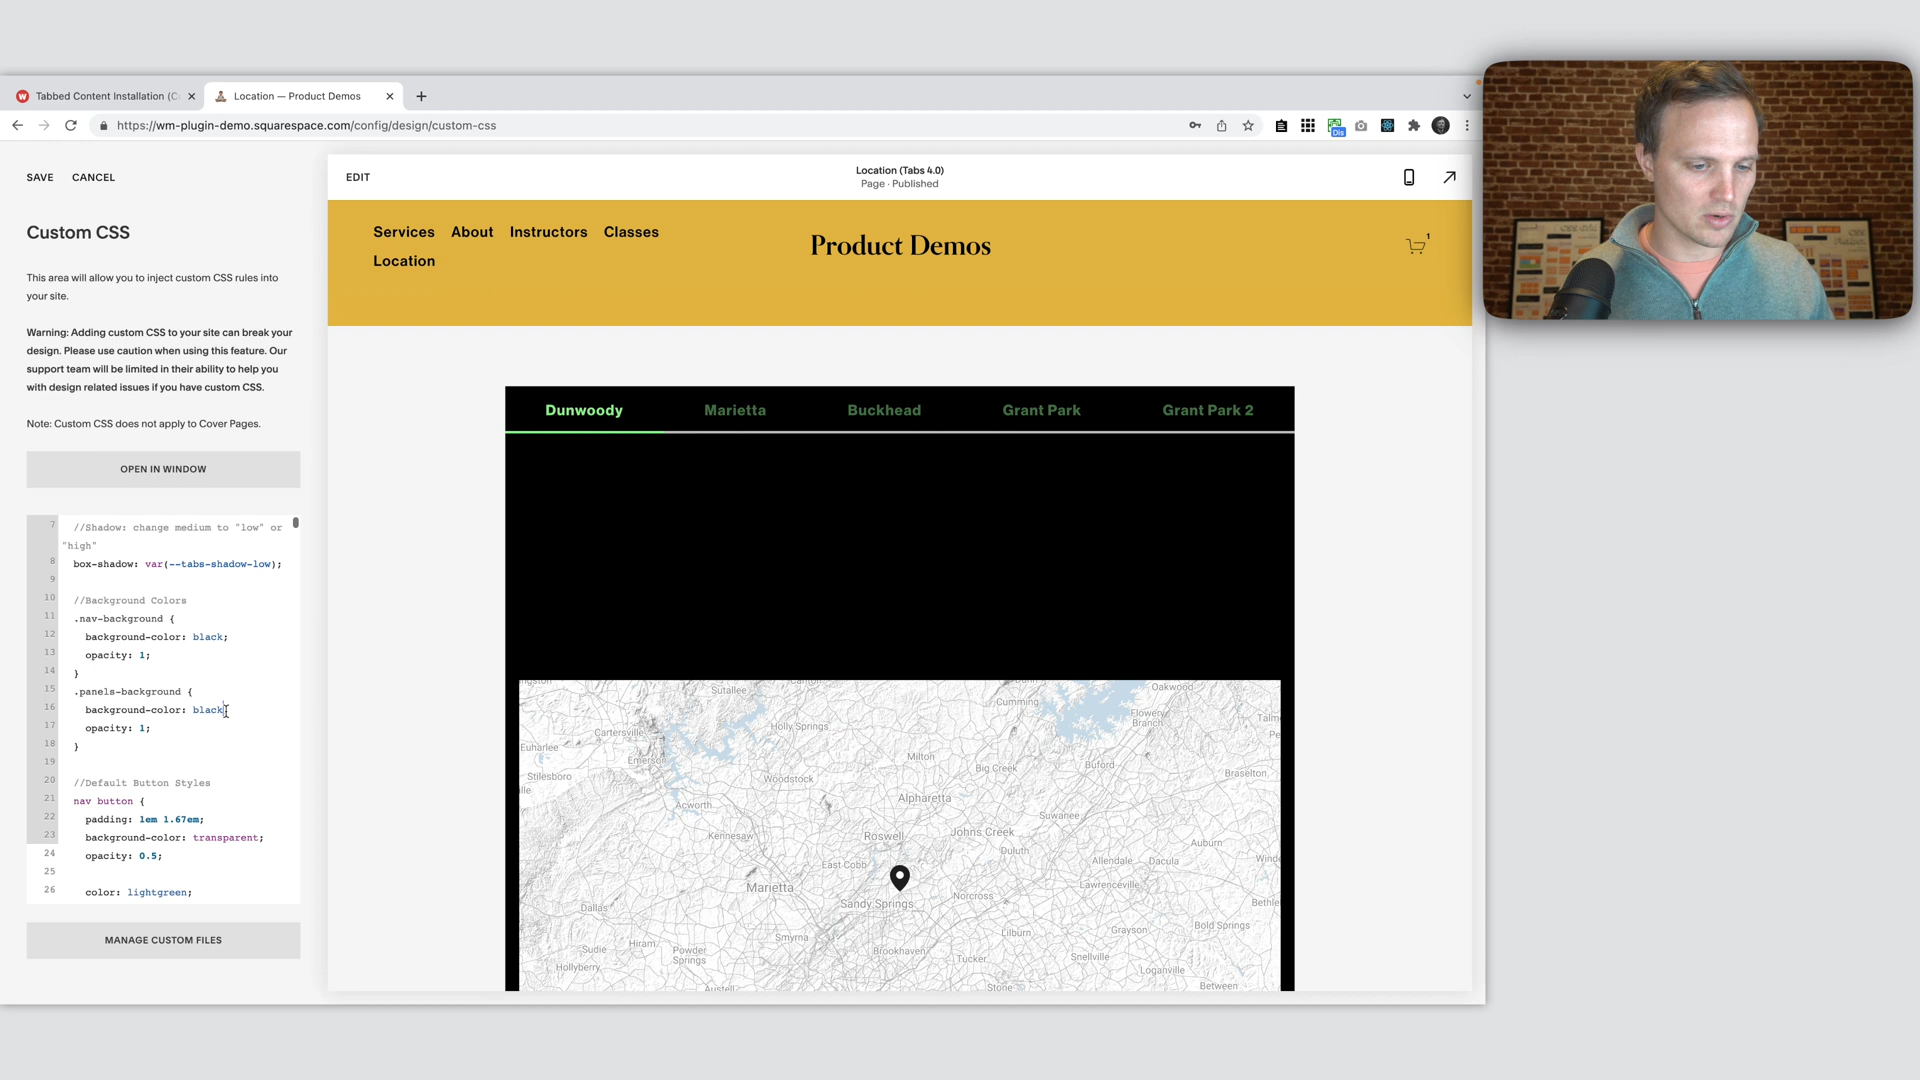 Tabbed Content Installation (C
Location — Product Demos
https://wm-plugin-demo.squarespace.com/config/design/custom-css
Dis
SAVE CANCEL
Custom CSS
This area will allow you to inject custom CSS rules into
your site.
Warning: Adding custom CSS to your site can break your
design. Please use caution when using this feature. Our
support team will be limited in their ability to help you
with design related issues if you have custom CSS.
Note: Custom CSS does not apply to Cover Pages.
OPEN IN WINDOW
7 //Shadow: change medium to "low" or
"high"
8 box-shadow: var(--tabs-shadow-low);
9
10 //Background Colors
11 .nav-background {
12 background-color: black;
13 opacity: 1;
14 }
15 .panels-background {
16 background-color: black
17 opacity: 1;
18 }
19
20 //Default Button Styles
21 nav button {
22 padding: 1em 1.67em;
23 background-color: transparent;
24 opacity: 0.5;
25
26 color: lightgreen;
MANAGE CUSTOM FILES
EDIT
Location (Tabs 4.0)
Page · Published
Services About Instructors Classes
Location
Product Demos
1
Dunwoody Marietta Buckhead Grant Park Grant Park 2
Sutallee
Oakwood
Cumming
Flowery
Branch
Cartersville
Holly Springs
Euharlee
Emerson
Milton
Big Creek
Buford
Braselton
Stilesboro
Woodstock
Alpharetta
Acworth
Suwanee
Kennesaw
Roswell
Johns Creek
Auburn
Duluth
East Cobb
Allendale
Dacula
Marietta
Lawrenceville
Sandy Springs
Norcross
Dallas
Bethle
Smyrna
Lilburn
Grayson
Bold Springs
Sudie
Hiram
Powder
Springs
Brookhaven
Tucker
Snellville
Loganville
Hollyberry
Austell
Stone
Between